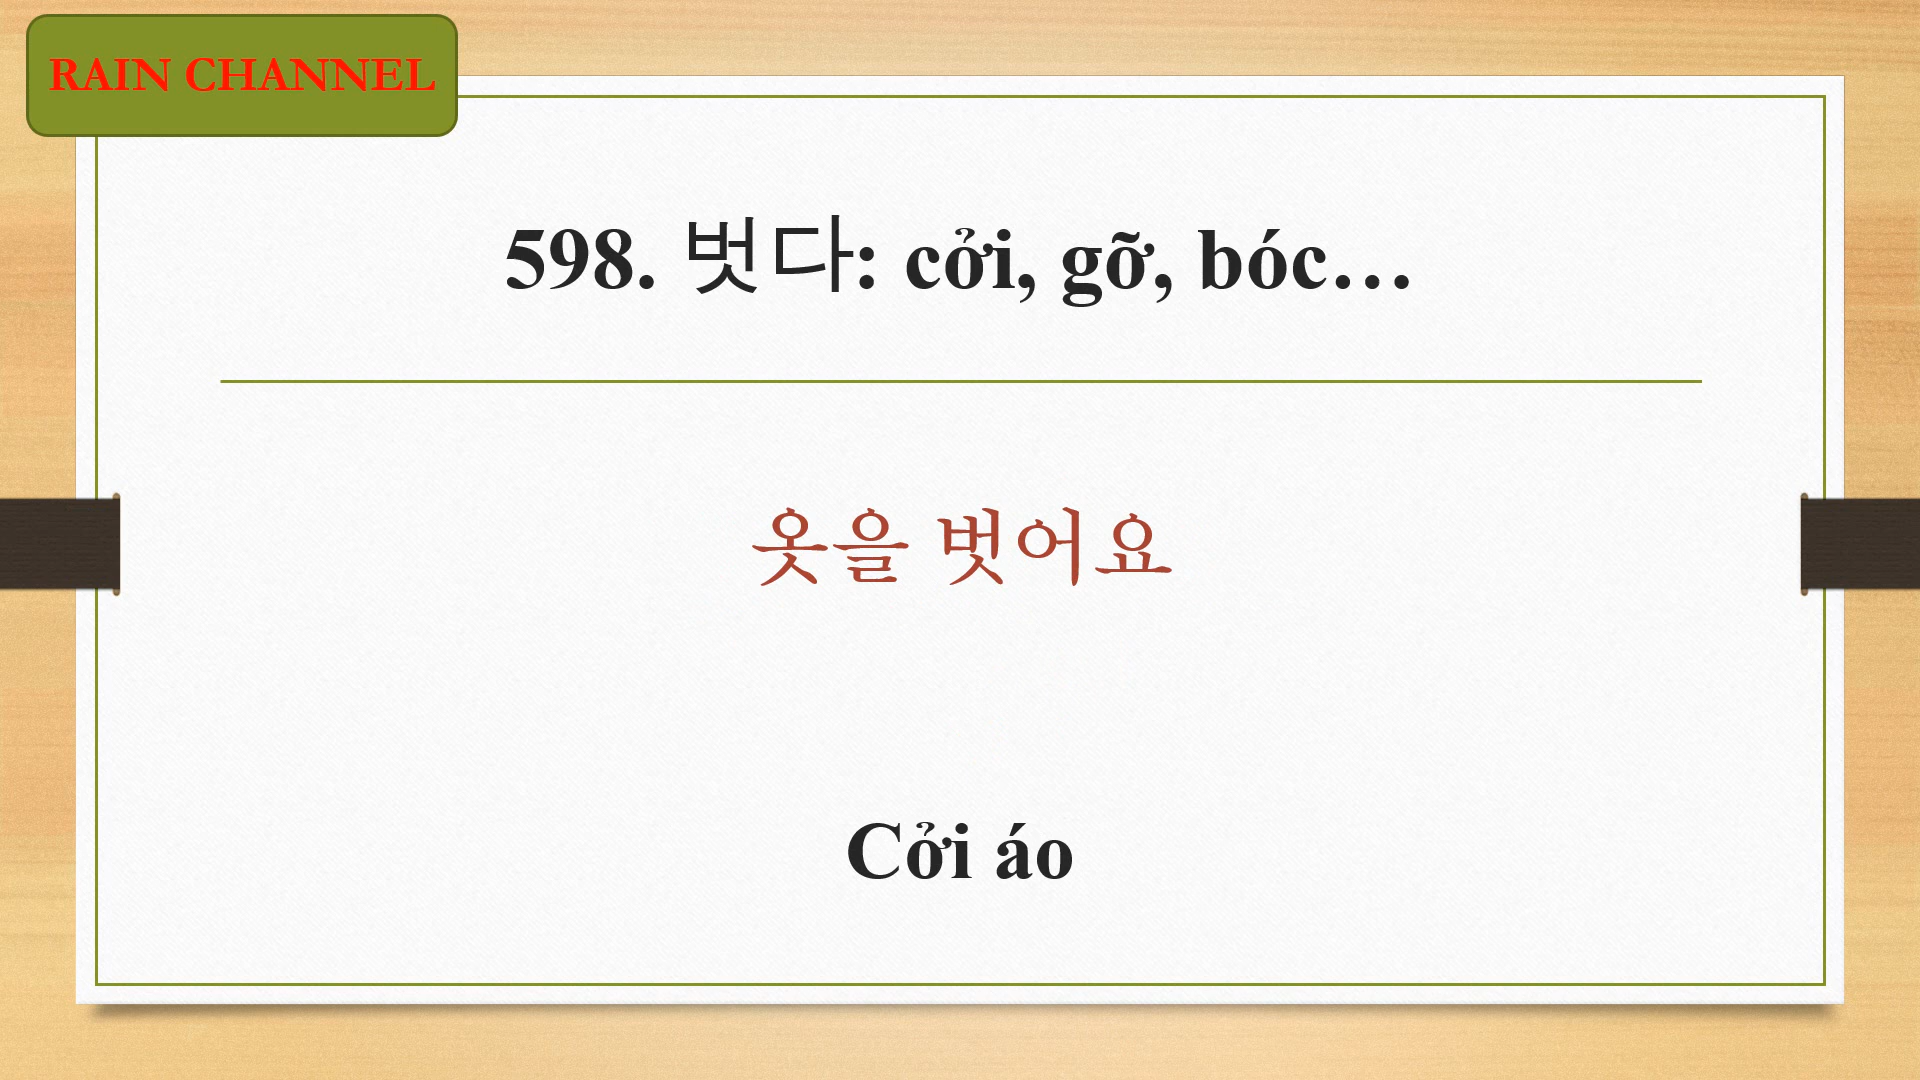 RAIN CHANNEL
598. 벗다: cởi, gỡ, bóc…
옷을 벗어요
Cởi áo